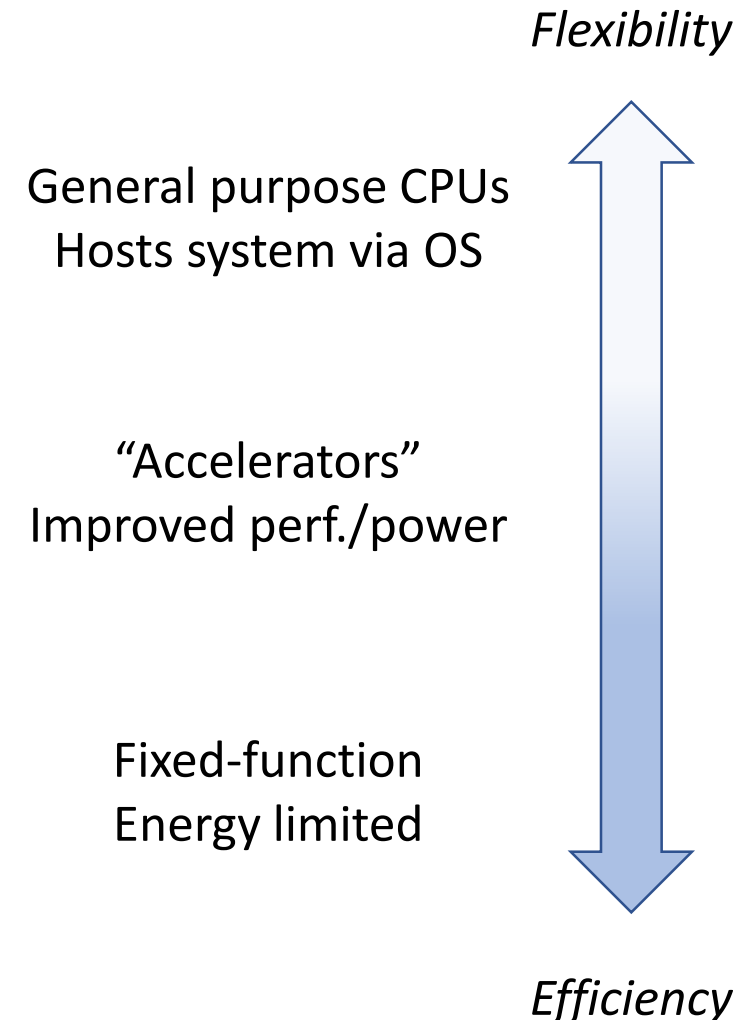 Flexibility
General purpose CPUs
Hosts system via OS
“Accelerators”
Improved perf./power
Fixed-function
Energy limited
Efficiency